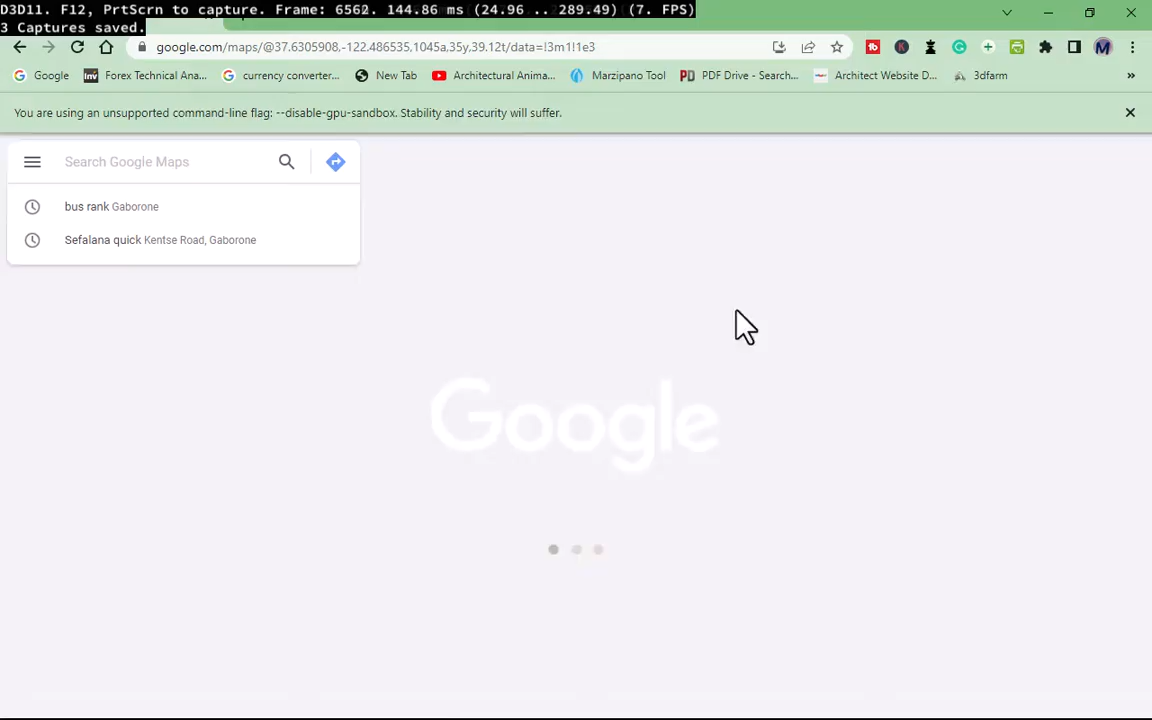 D3D11. F12, PrtScrn to capture. Frame: 6562. 144.86 ms (24.96 .. 289.49) (7. FPS)
3 Captures saved.
google.com/maps/@37.6305908,-122.486535,1045a,35y,39.12t/data=!3m1!1e3
Google
Forex Technical Ana...
currency converter...
New Tab
Architectural Anima...
Marzipano Tool
PDF Drive - Search...
Architect Website D...
3dfarm
You are using an unsupported command-line flag: --disable-gpu-sandbox. Stability and security will suffer.
Search Google Maps
bus rank Gaborone
Sefalana quick Kentse Road, Gaborone
Google